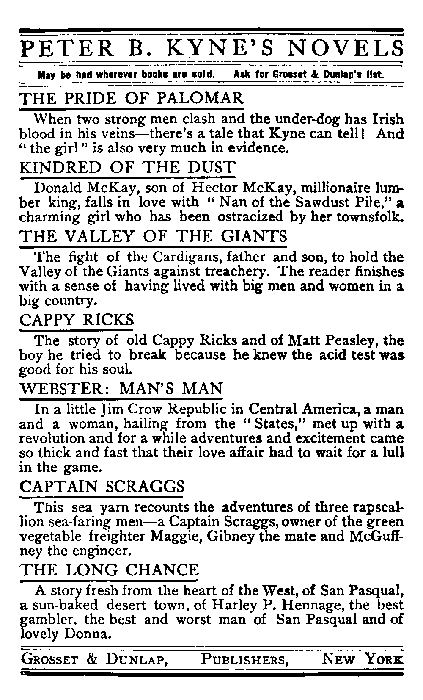 PETER B. KYNE'S NOVELS
May be had wherever books are sold. Ask for Grosset & Dunlap's list.
THE PRIDE OF PALOMAR
When two strong men clash and the under-dog has Irish
blood in his veins—there's a tale that Kyne can tell! And
"the girl" is also very much in evidence.
KINDRED OF THE DUST
Donald McKay, son of Hector McKay, millionaire lum-
ber king, falls in love with "Nan of the Sawdust Pile," a
charming girl who has been ostracized by her townsfolk.
THE VALLEY OF THE GIANTS
The fight of the Cardigans, father and son, to hold the
Valley of the Giants against treachery. The reader finishes
with a sense of having lived with big men and women in a
big country.
CAPPY RICKS
The story of old Cappy Ricks and of Matt Peasley, the
boy he tried to break because he knew the acid test was
good for his soul.
WEBSTER: MAN'S MAN
In a little Jim Crow Republic in Central America, a man
and a woman, hailing from the "States," met up with a
revolution and for a while adventures and excitement came
so thick and fast that their love affair had to wait for a lull
in the game.
CAPTAIN SCRAGGS
This sea yarn recounts the adventures of three rapscal-
lion sea-faring men—a Captain Scraggs, owner of the green
vegetable freighter Maggie, Gibney the mate and McGuff-
ney the engineer.
THE LONG CHANCE
A story fresh from the heart of the West, of San Pasqual,
a sun-baked desert town, of Harley P. Hennage, the best
gambler, the best and worst man of San Pasqual and of
lovely Donna.
GROSSET & DUNLAP, PUBLISHERS, NEW YORK